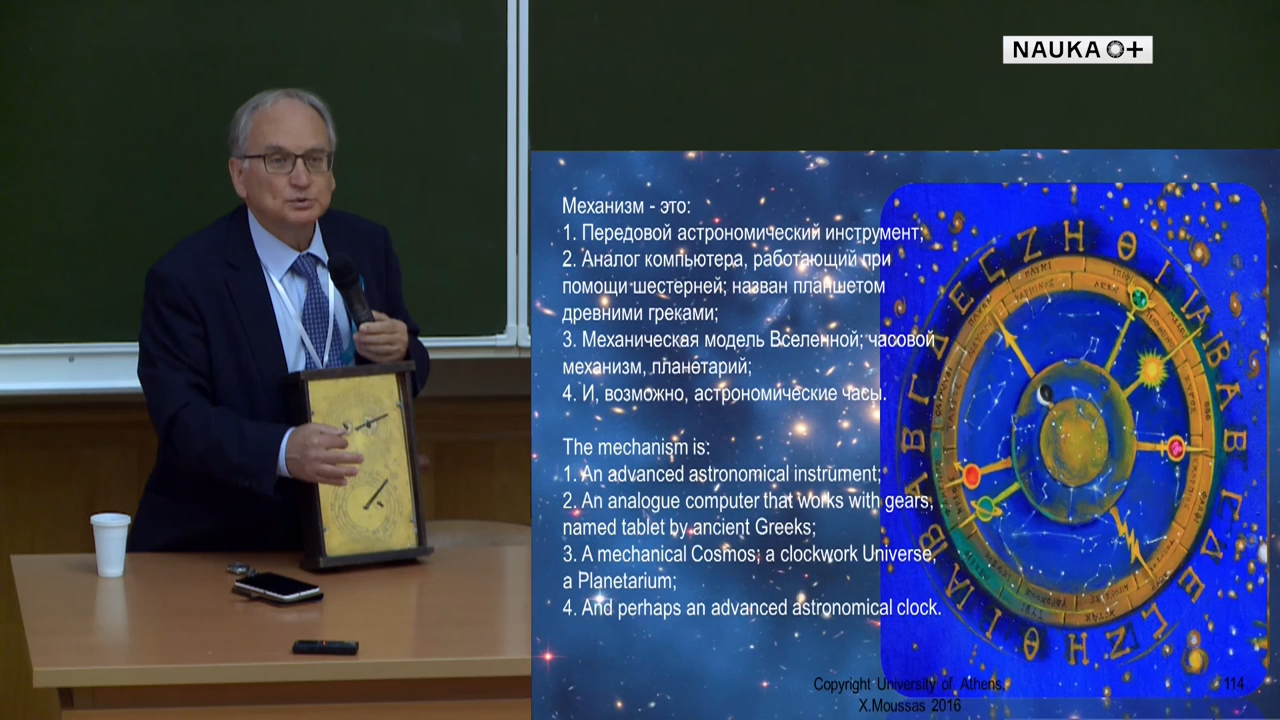 NAUKA O+
Механизм - это:
1. Передовой астрономический инструмент;
2. Аналог компьютера, работающий при
помощи шестерней; назван планшетом
древними греками;
3. Механическая модель Вселенной; часовой
механизм, планетарий;
4. И, возможно, астрономические часы.
The mechanism is:
1. An advanced astronomical instrument;
2. An analogue computer that works with gears,
named tablet by ancient Greeks;
3. A mechanical Cosmos; a clockwork Universe,
a Planetarium;
4. And perhaps an advanced astronomical clock.
Copyright University of Athens,
X.Moussas 2016
114